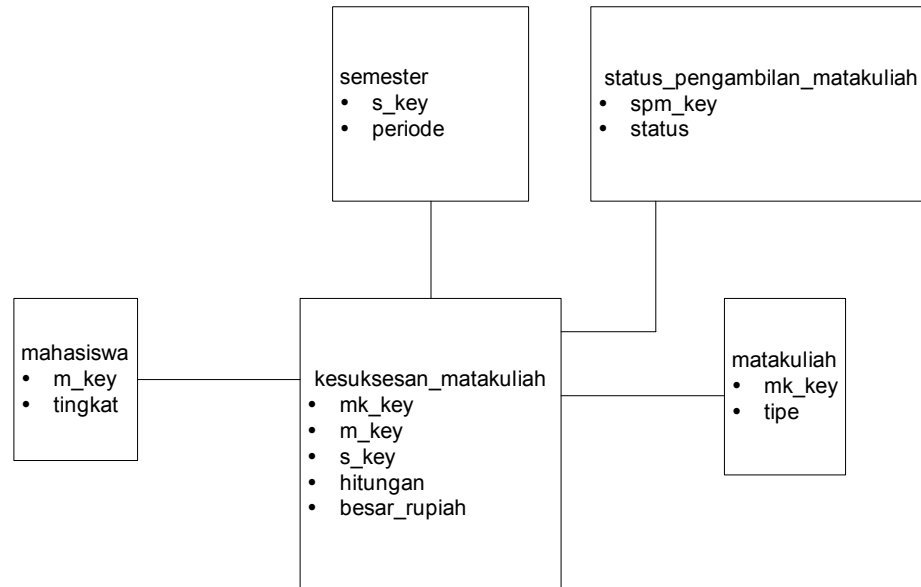 semester
• s_key
• periode
status_pengambilan_matakuliah
• spm_key
• status
mahasiswa
• m_key
• tingkat
kesuksesan_matakuliah
• mk_key
• m_key
• s_key
• hitungan
• besar_rupiah
matakuliah
• mk_key
• tipe